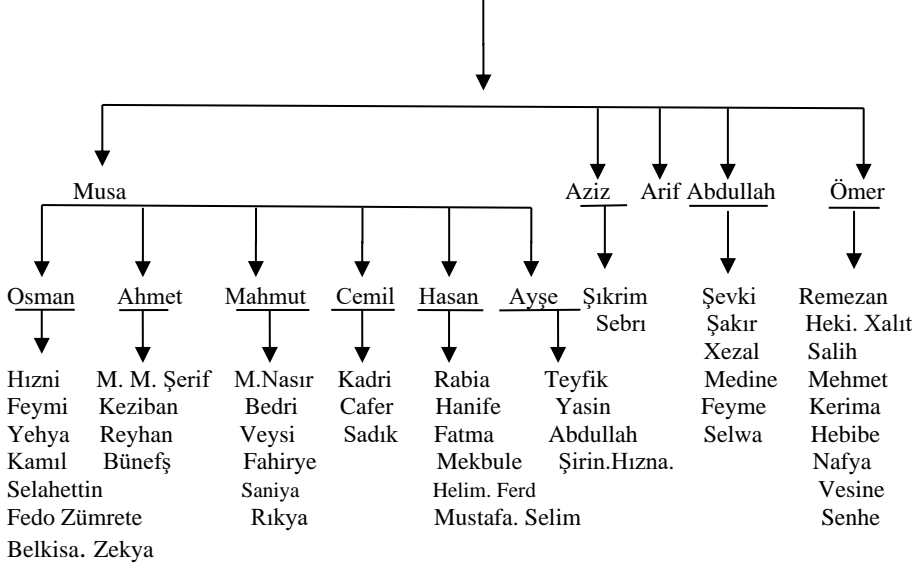 Musa Aziz Arif Abdullah Ömer
Osman Ahmet Mahmut Cemil Hasan Ayşe Şıkrim Şevki Remezan
Sebrı Şakır Heki. Xalıt
Xezal Salih
Hızni M. M. Şerif M.Nasır Kadri Rabia Teyfik Medine Mehmet
Feymi Keziban Bedri Cafer Hanife Yasin Feyme Kerima
Yehya Reyhan Veysi Sadık Fatma Abdullah Selwa Hebibe
Kamıl Bünefş Fahirye Mekbule Şirin.Hızna. Nafya
Selahettin Saniya Helim. Ferd Vesine
Fedo Zümrete Rıkya Mustafa. Selim Senhe
Belkisa. Zekya